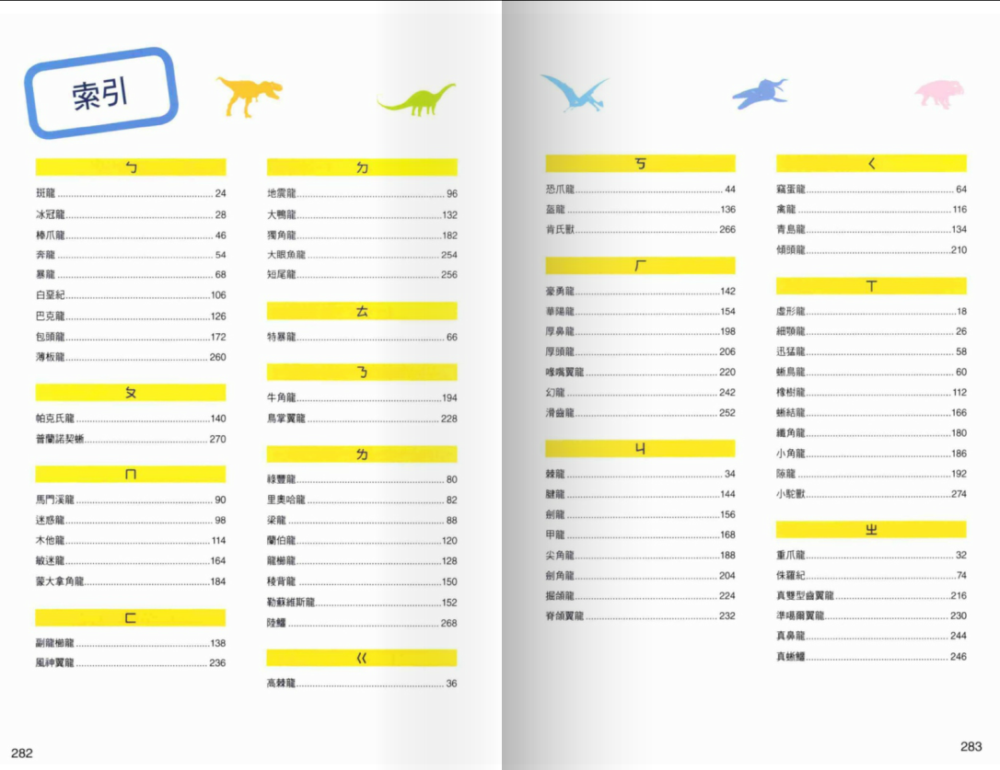 索引
ㄅ
斑龍 24
冰冠龍 28
棒爪龍 46
奔龍 54
暴龍 68
白堊紀 106
巴克龍 126
包頭龍 172
薄板龍 260
ㄆ
帕克氏龍 140
普蘭諾契蜥 270
ㄇ
馬門溪龍 90
迷惑龍 98
木他龍 114
敏迷龍 164
蒙大拿角龍 184
ㄈ
副龍櫛龍 138
風神翼龍 236
ㄉ
地震龍 96
大鴨龍 132
獨角龍 182
大眼魚龍 254
短尾龍 256
ㄊ
特暴龍 66
ㄋ
牛角龍 194
鳥掌翼龍 228
ㄌ
祿豐龍 80
里奧哈龍 82
梁龍 88
蘭伯龍 120
龍櫛龍 128
稜背龍 150
勒蘇維斯龍 152
陸鱷 268
ㄍ
高棘龍 36
282
ㄎ
恐爪龍 44
盔龍 136
肯氏獸 266
ㄏ
豪勇龍 142
華陽龍 154
厚鼻龍 198
厚頭龍 206
喙嘴翼龍 220
幻龍 242
滑齒龍 252
ㄐ
棘龍 34
腱龍 144
劍龍 156
甲龍 168
尖角龍 188
劍角龍 204
掘頜龍 224
脊頜翼龍 232
ㄑ
竊蛋龍 64
禽龍 116
青島龍 134
傾頭龍 210
ㄒ
虛形龍 18
細顎龍 26
迅猛龍 58
蜥鳥龍 60
橡樹龍 112
蜥結龍 166
纖角龍 180
小角龍 186
隙龍 192
小駝獸 274
ㄓ
重爪龍 32
侏羅紀 74
真雙型齒翼龍 216
準噶爾翼龍 230
真鼻龍 244
真蜥鱷 246
283